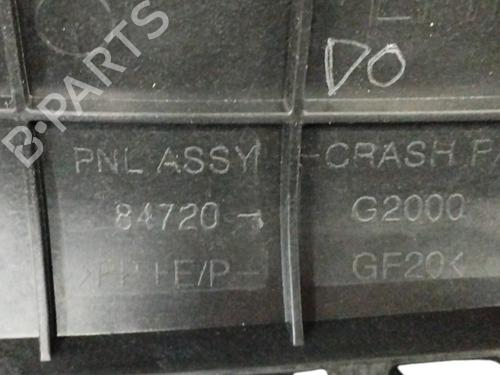 B-PARTS
DO
PNL ASSY - CRASH P
84720 - G2000
GF20<